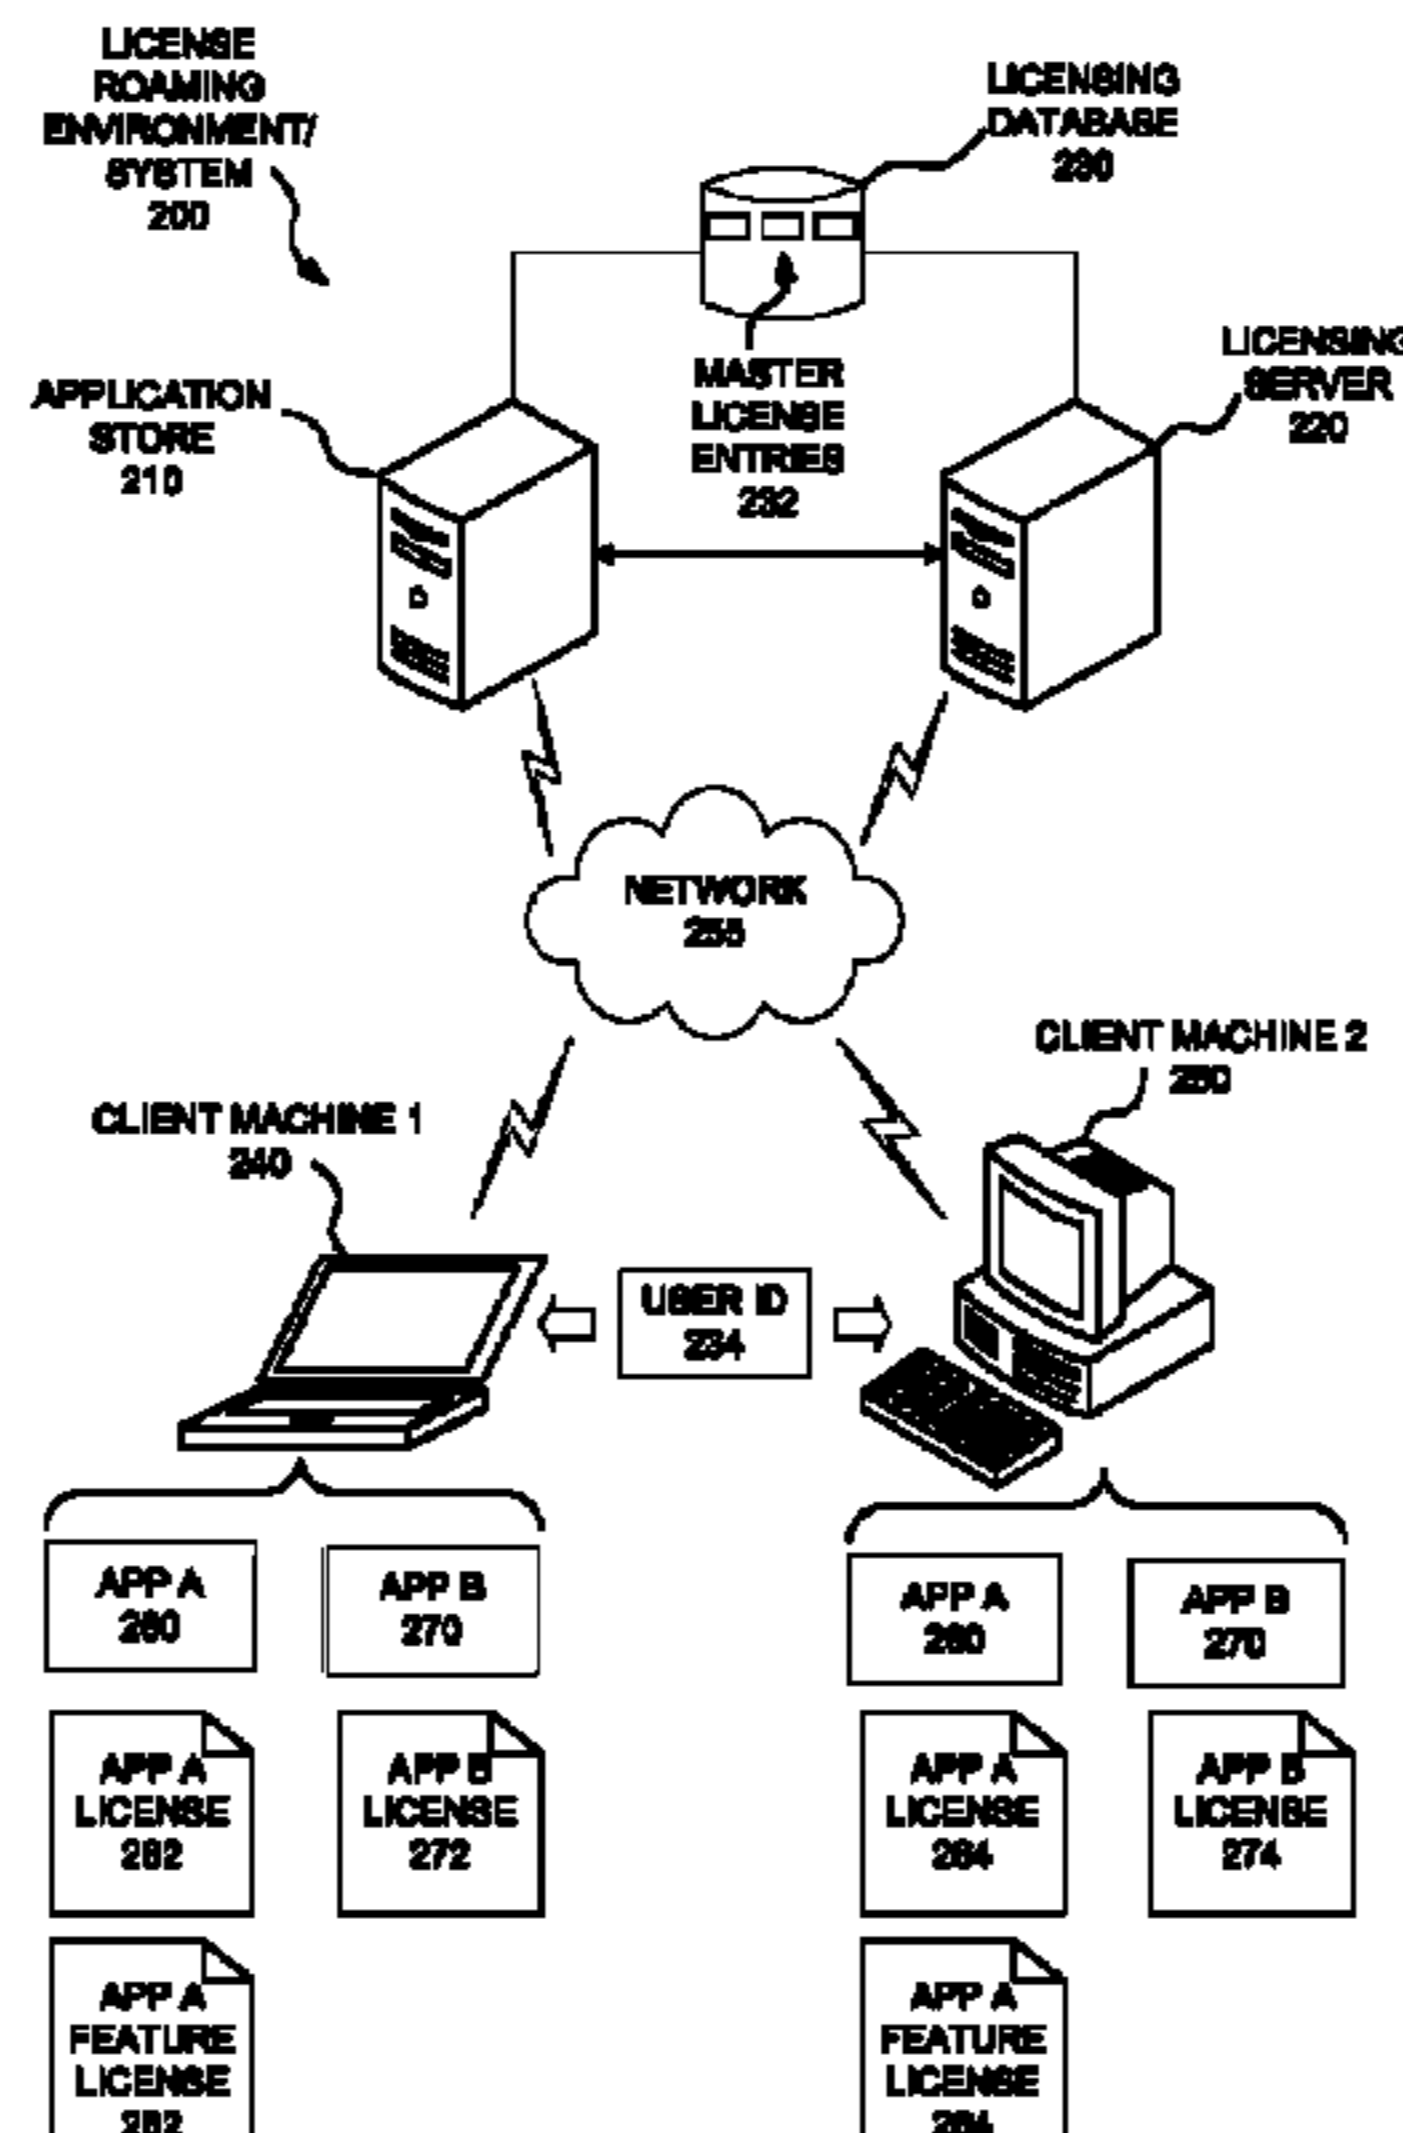 LICENSE
ROAMING
ENVIRONMENT/
SYSTEM
200
LICENSING
DATABASE
230
MASTER
LICENSE
ENTRIES
232
APPLICATION
STORE
210
LICENSING
SERVER
220
NETWORK
255
CLIENT MACHINE 1
240
CLIENT MACHINE 2
250
USER ID
234
APP A
260
APP B
270
APP A
260
APP B
270
APP A
LICENSE
262
APP B
LICENSE
272
APP A
LICENSE
264
APP B
LICENSE
274
APP A
FEATURE
LICENSE
APP A
FEATURE
LICENSE